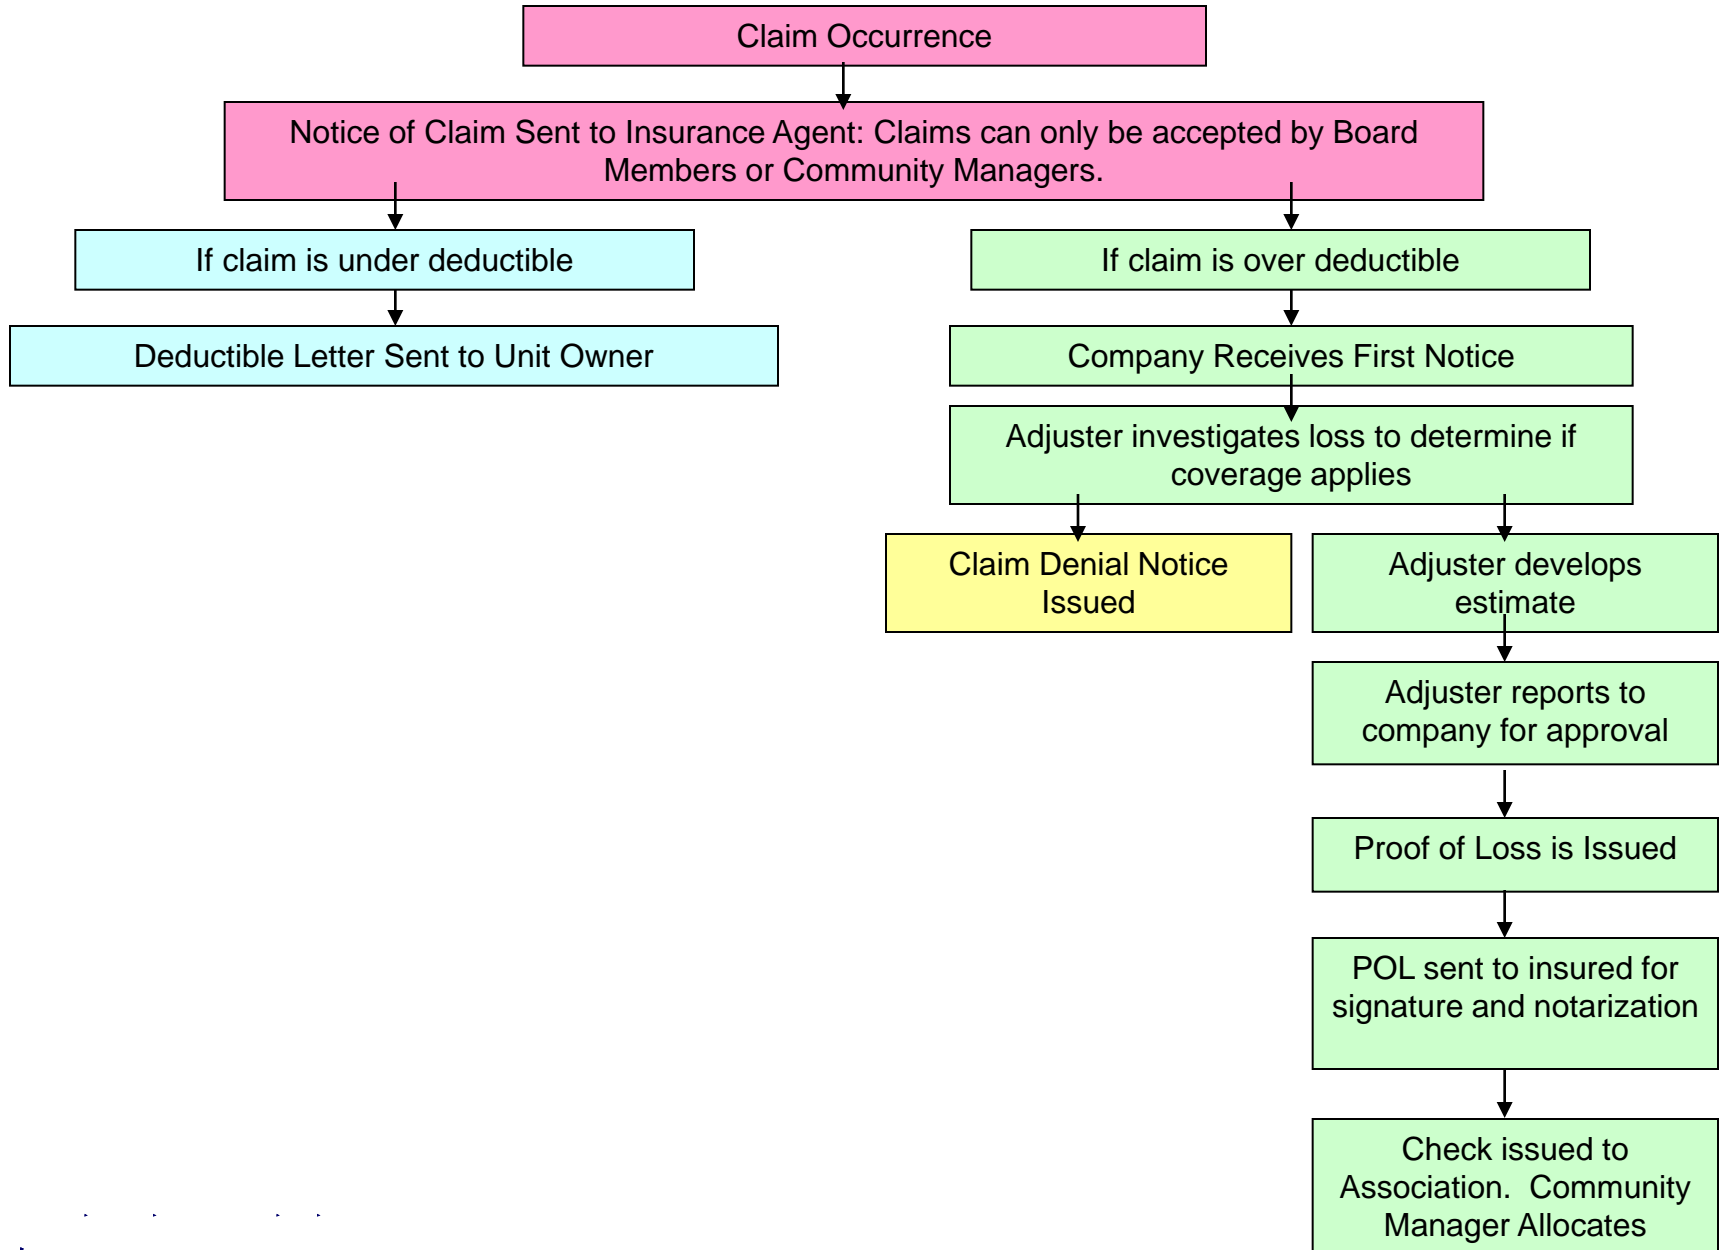 Claim Occurrence
Notice of Claim Sent to Insurance Agent: Claims can only be accepted by Board
Members or Community Managers.
If claim is under deductible
If claim is over deductible
Deductible Letter Sent to Unit Owner
Company Receives First Notice
Adjuster investigates loss to determine if
coverage applies
Claim Denial Notice
Issued
Adjuster develops
estimate
Adjuster reports to
company for approval
Proof of Loss is Issued
POL sent to insured for
signature and notarization
Check issued to
Association.  Community
Manager Allocates